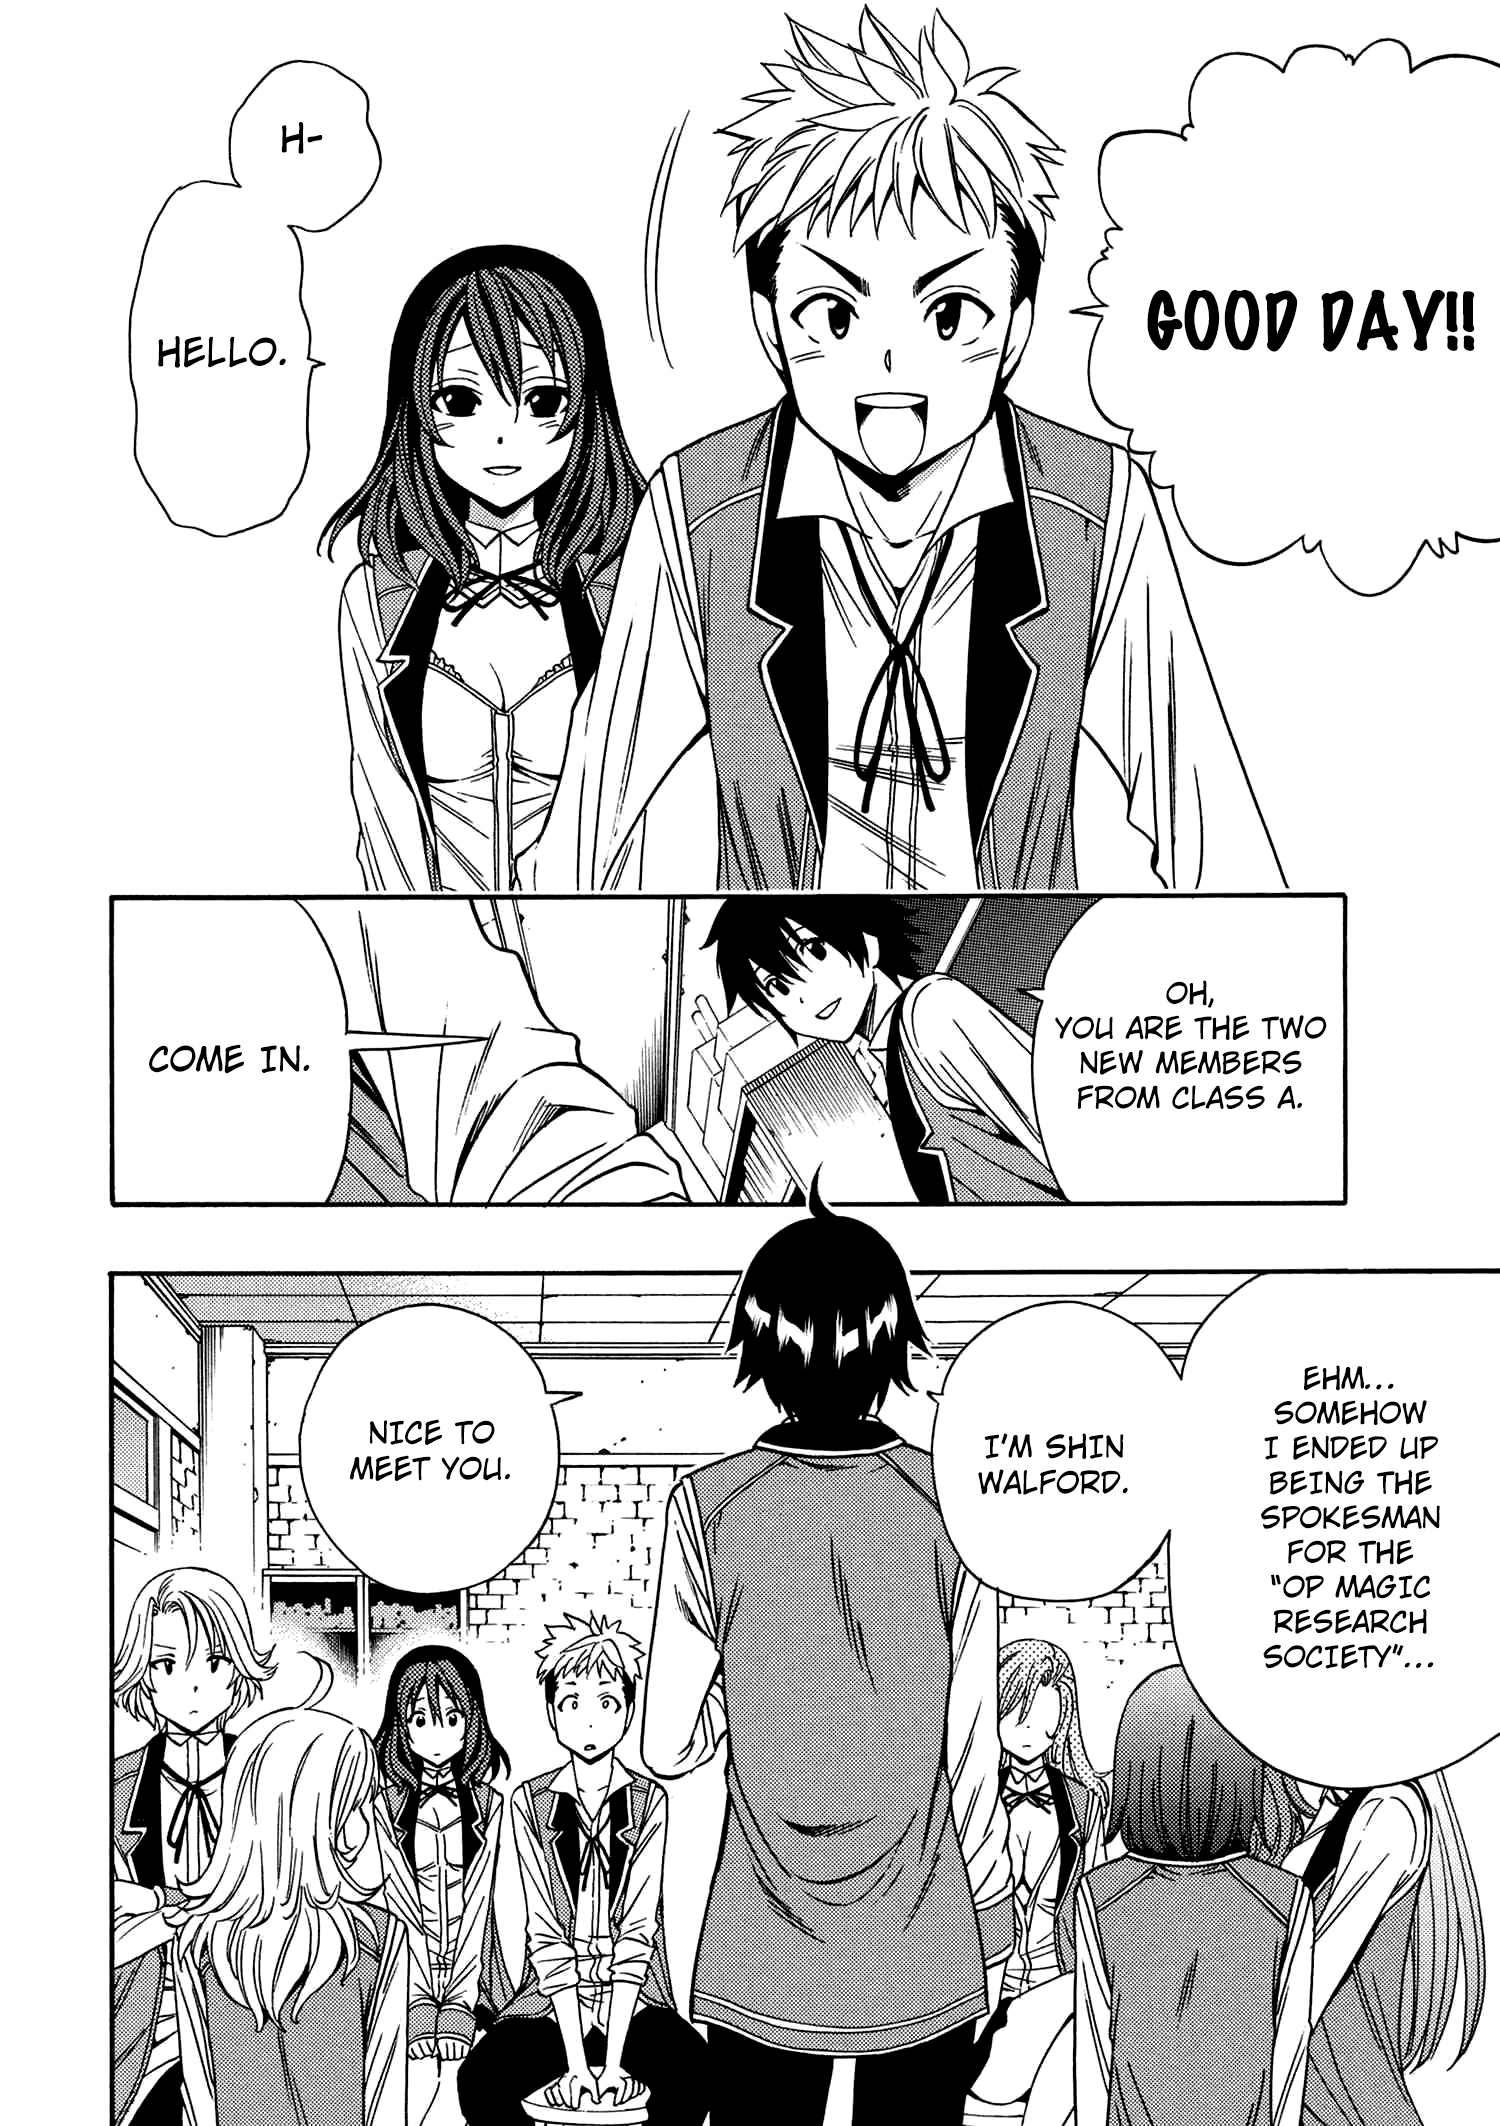 GOOD DAY!!
H-
HELLO.
OH,
YOU ARE THE TWO
NEW MEMBERS
FROM CLASS A.
COME IN.
EHM...
SOMEHOW
I ENDED UP
BEING THE
SPOKESMAN
FOR THE
"OP MAGIC
RESEARCH
SOCIETY"...
I'M SHIN
WALFORD.
NICE TO
MEET YOU.